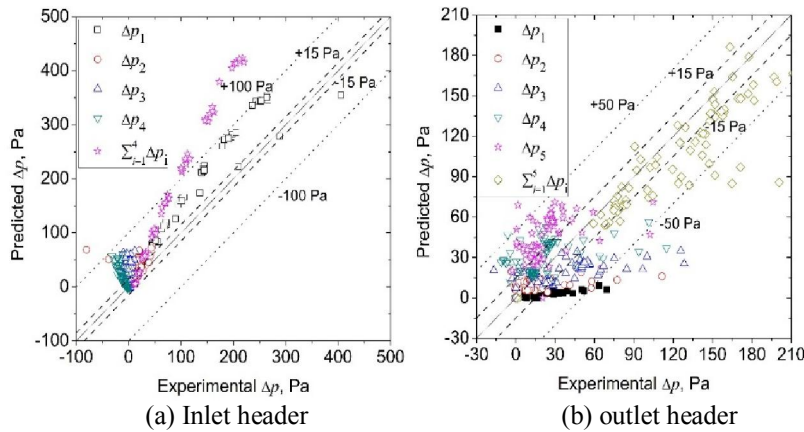 500
400
300
200
100
0
-100
Predicted Δp, Pa
Δp1
Δp2
Δp3
Δp4
∑⁴i=1Δpi
+15 Pa
+100 Pa
-15 Pa
-100 Pa
-100 0 100 200 300 400 500
Experimental Δp, Pa
(a) Inlet header
210
180
150
120
90
60
30
0
-30
Predicted Δp, Pa
Δp1
Δp2
Δp3
Δp4
Δp5
∑⁵i=1Δpi
+15 Pa
+50 Pa
-15 Pa
-50 Pa
-30 0 30 60 90 120 150 180 210
Experimental Δp, Pa
(b) outlet header